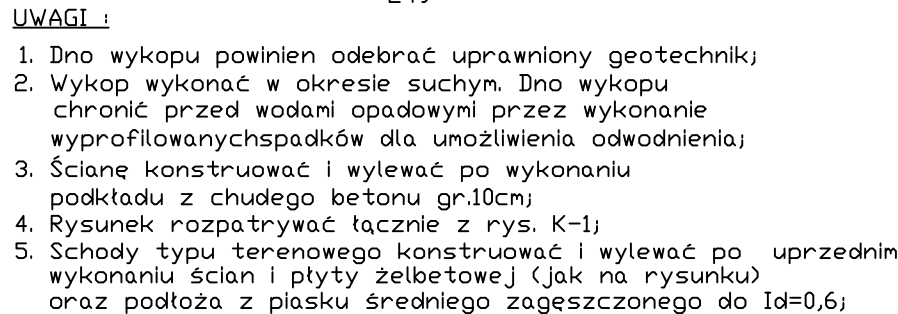 UWAGI :
1. Dno wykopu powinien odebrać uprawniony geotechnik;
2. Wykop wykonać w okresie suchym. Dno wykopu
chronić przed wodami opadowymi przez wykonanie
wyprofilowanychspadków dla umożliwienia odwodnienia;
3. Ścianę konstruować i wylewać po wykonaniu
podkładu z chudego betonu gr.10cm;
4. Rysunek rozpatrywać łącznie z rys. K-1;
5. Schody typu terenowego konstruować i wylewać po uprzednim
wykonaniu ścian i płyty żelbetowej (jak na rysunku)
oraz podłoża z piasku średniego zagęszczonego do Id=0,6;